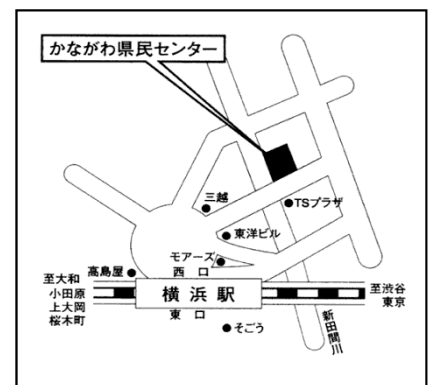 かながわ県民センター
三越
TSプラザ
東洋ビル
モアーズ
高島屋
西口
至大和
小田原
上大岡
桜木町
横浜駅
至渋谷
東京
東口
そごう
新田間川